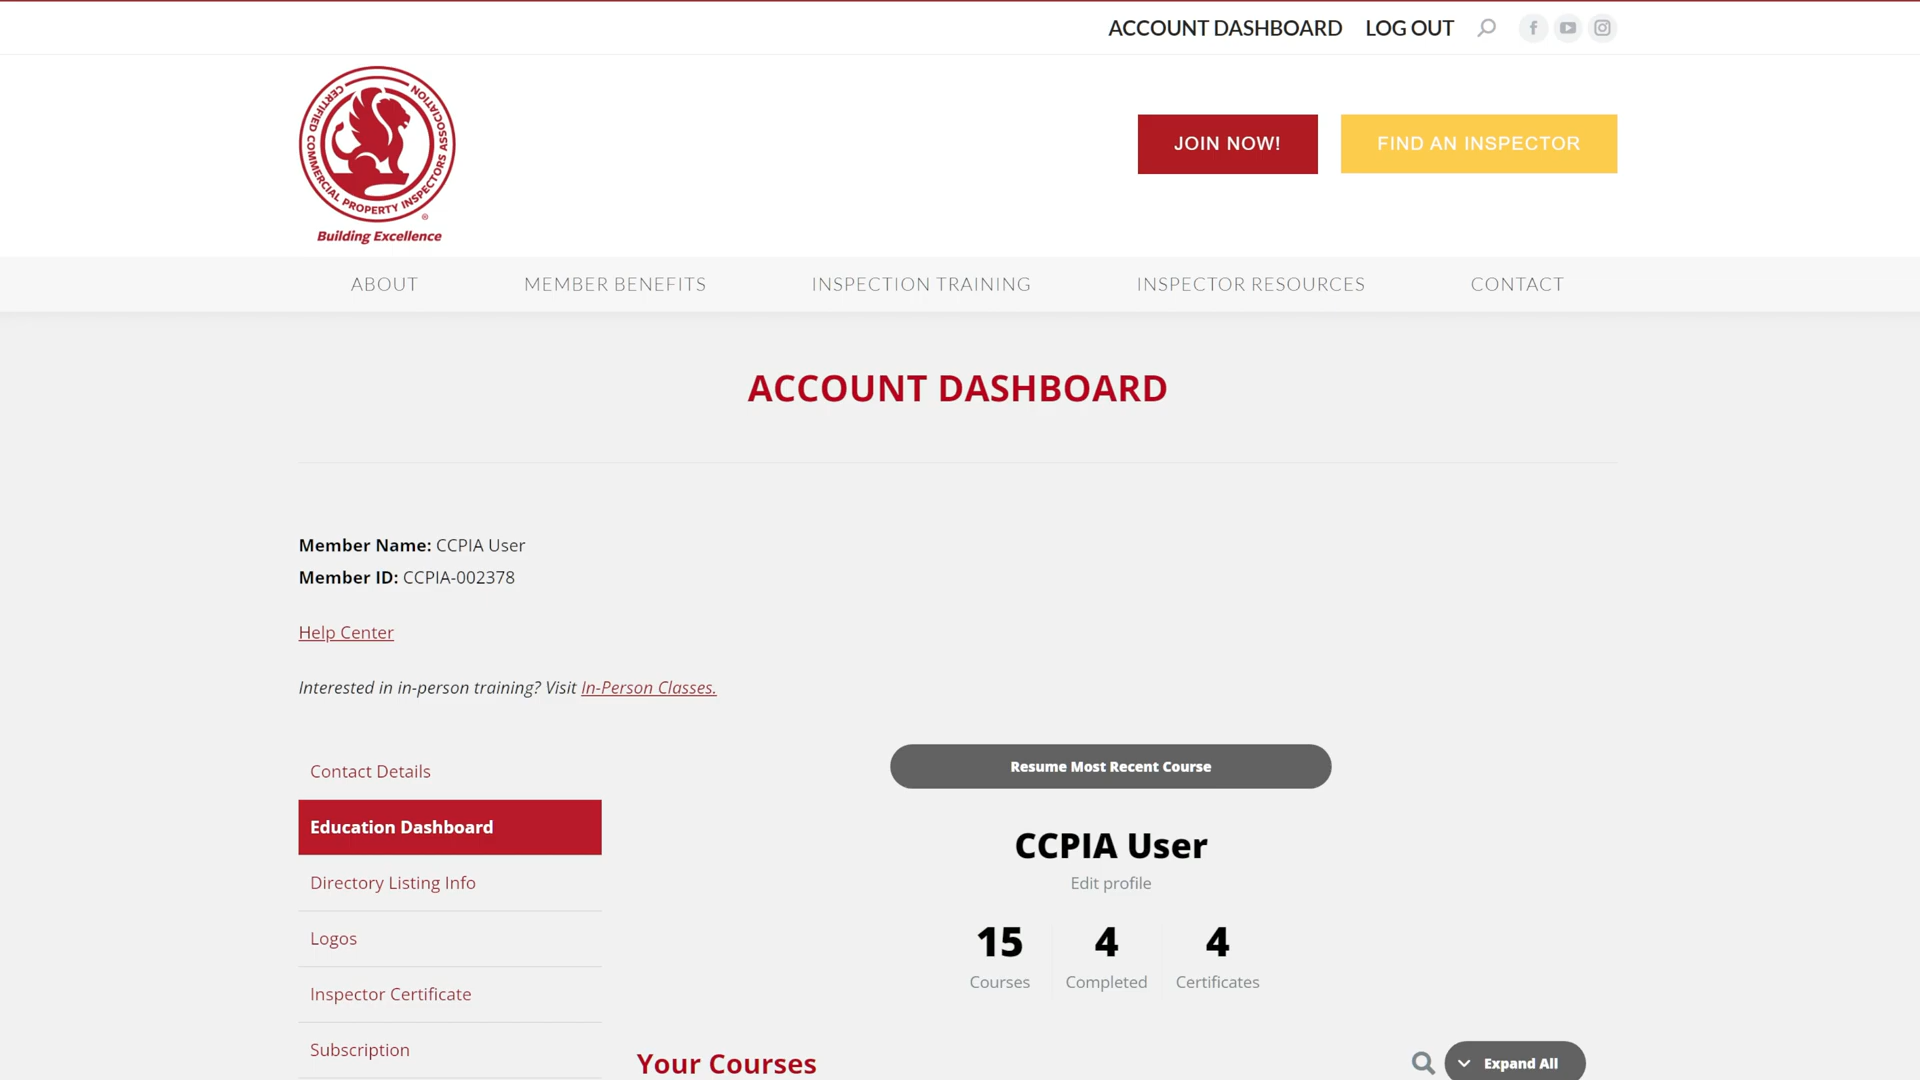 ACCOUNT DASHBOARD LOG OUT
CERTIFIED COMMERCIAL PROPERTY INSPECTORS ASSOCIATION
®
Building Excellence
JOIN NOW!
FIND AN INSPECTOR
ABOUT MEMBER BENEFITS INSPECTION TRAINING INSPECTOR RESOURCES CONTACT
ACCOUNT DASHBOARD
Member Name: CCPIA User
Member ID: CCPIA-002378
Help Center
Interested in in-person training? Visit In-Person Classes.
Contact Details
Education Dashboard
Directory Listing Info
Logos
Inspector Certificate
Subscription
Resume Most Recent Course
CCPIA User
Edit profile
15 4 4
Courses Completed Certificates
Your Courses
Expand All